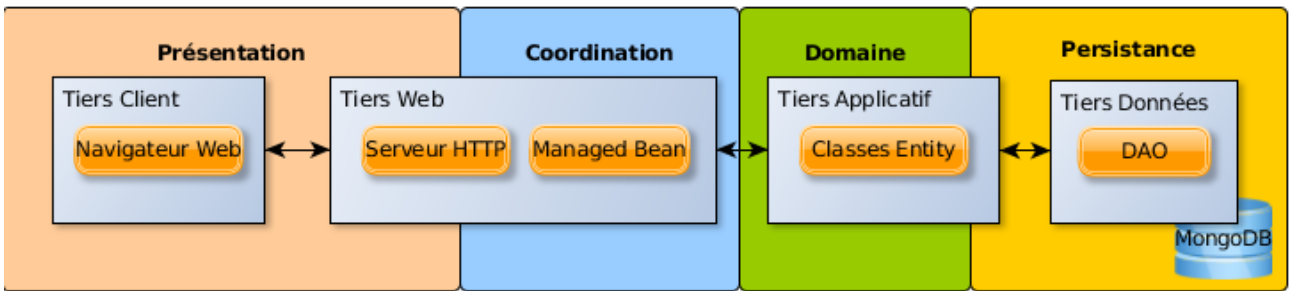 Présentation
Coordination
Domaine
Persistance
Tiers Client
Tiers Web
Tiers Applicatif
Tiers Données
Navigateur Web
Serveur HTTP
Managed Bean
Classes Entity
DAO
MongoDB